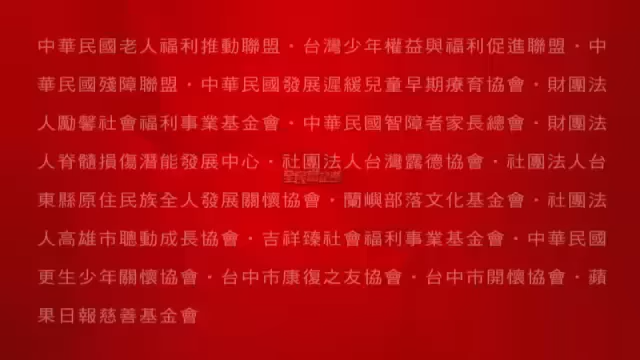 中華民國老人福利推動聯盟・台灣少年權益與福利促進聯盟・中
華民國殘障聯盟・中華民國發展遲緩兒童早期療育協會・財團法
人勵馨社會福利事業基金會・中華民國智障者家長總會・財團法
人脊髓損傷潛能發展中心・社團法人台灣露德協會・社團法人台
東縣原住民族全人發展關懷協會・蘭嶼部落文化基金會・社團法
人高雄市聰動成長協會・吉祥臻社會福利事業基金會・中華民國
更生少年關懷協會・台中市康復之友協會・台中市開懷協會・蘋
果日報慈善基金會